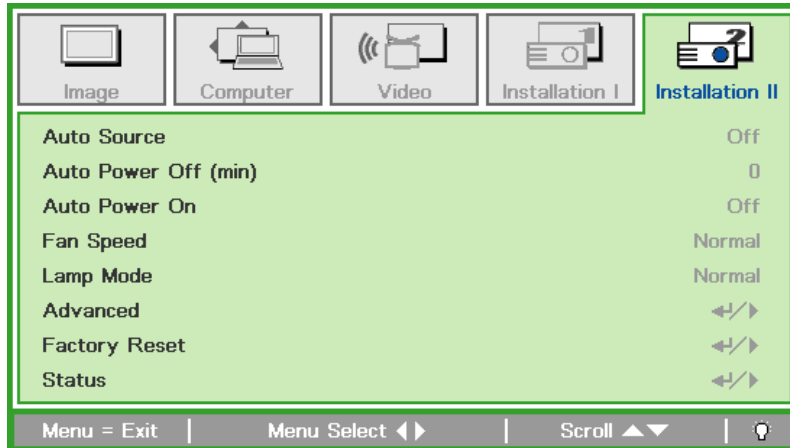 Image Computer Video Installation I Installation II
Auto Source Off
Auto Power Off (min) 0
Auto Power On Off
Fan Speed Normal
Lamp Mode Normal
Advanced
Factory Reset
Status
Menu = Exit Menu Select Scroll